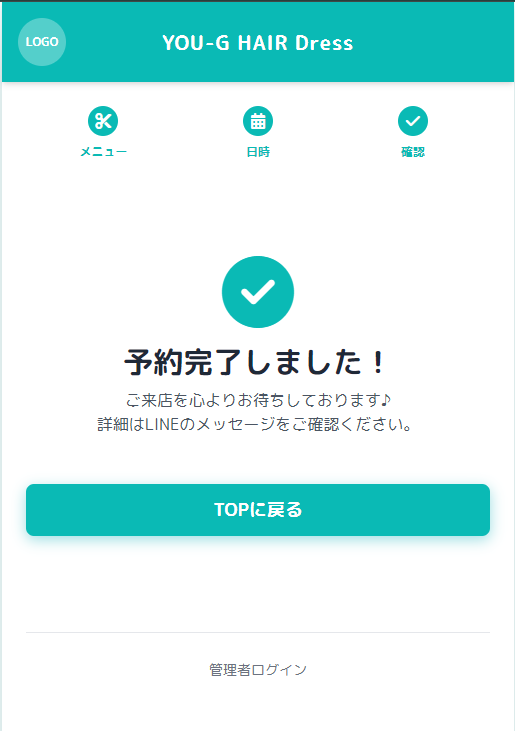 LOGO
YOU-G HAIR Dress
メニュー
日時
確認
予約完了しました！
ご来店を心よりお待ちしております♪
詳細はLINEのメッセージをご確認ください。
TOPに戻る
管理者ログイン